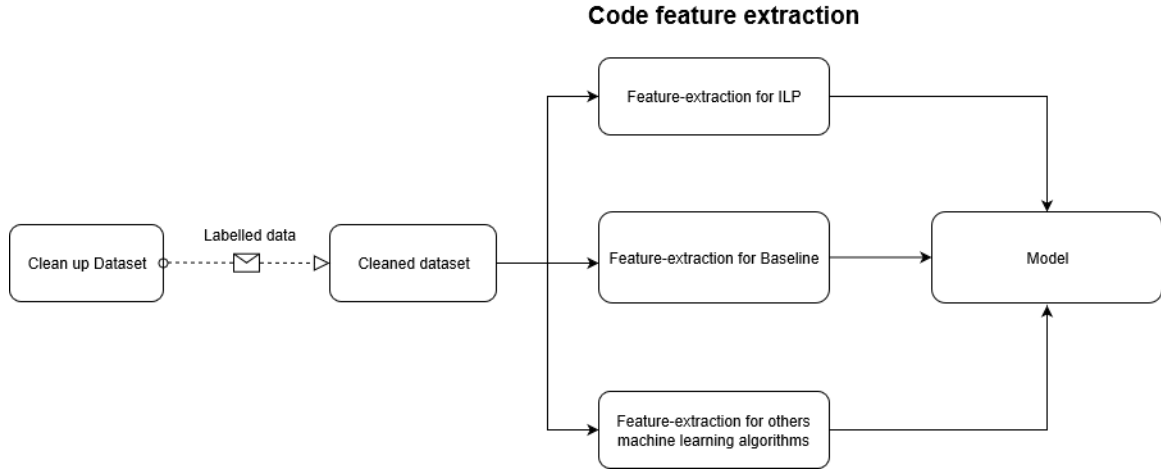 Code feature extraction
Feature-extraction for ILP
Labelled data
Clean up Dataset
Cleaned dataset
Feature-extraction for Baseline
Model
Feature-extraction for others
machine learning algorithms